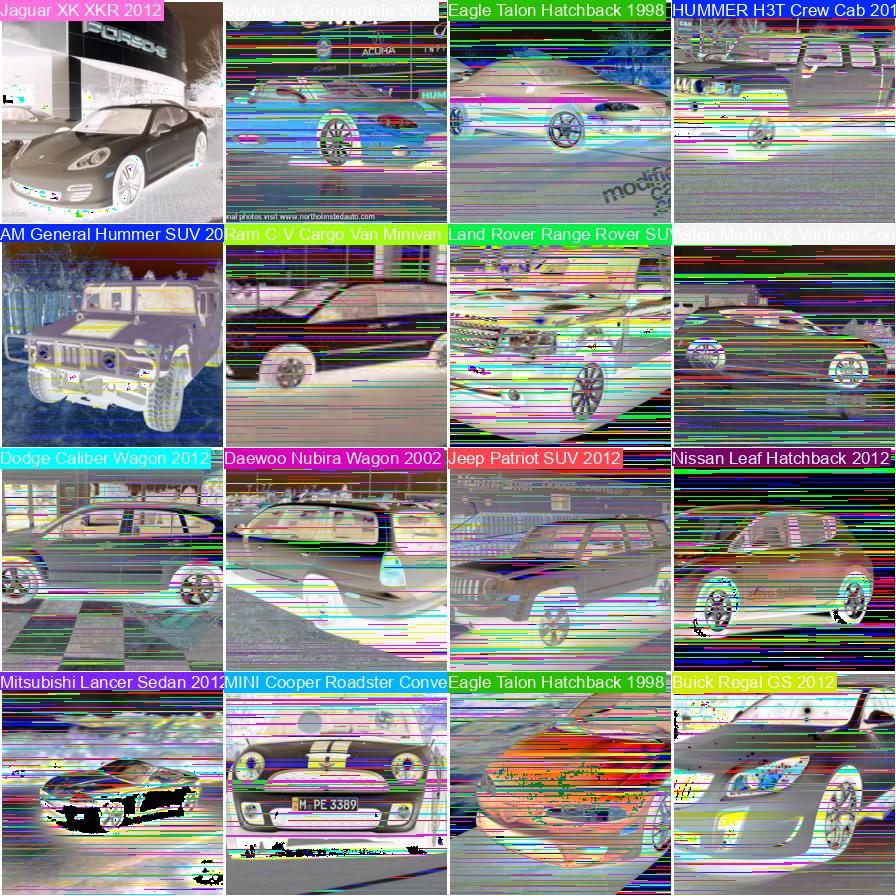 Jaguar XK XKR 2012
Spyker C8 Convertible 2009
Eagle Talon Hatchback 1998
HUMMER H3T Crew Cab 201
PORSCHE
ACURA
HUM
nal photos visit www.northolmstedauto.com
AM General Hummer SUV 20
Ram C-V Cargo Van Minivan
Land Rover Range Rover SUV
Aston Martin V8 Vantage Con
Dodge Caliber Wagon 2012
Daewoo Nubira Wagon 2002
Jeep Patriot SUV 2012
Nissan Leaf Hatchback 2012
Mitsubishi Lancer Sedan 2012
MINI Cooper Roadster Conve
Eagle Talon Hatchback 1998
Buick Regal GS 2012
M PE 3389